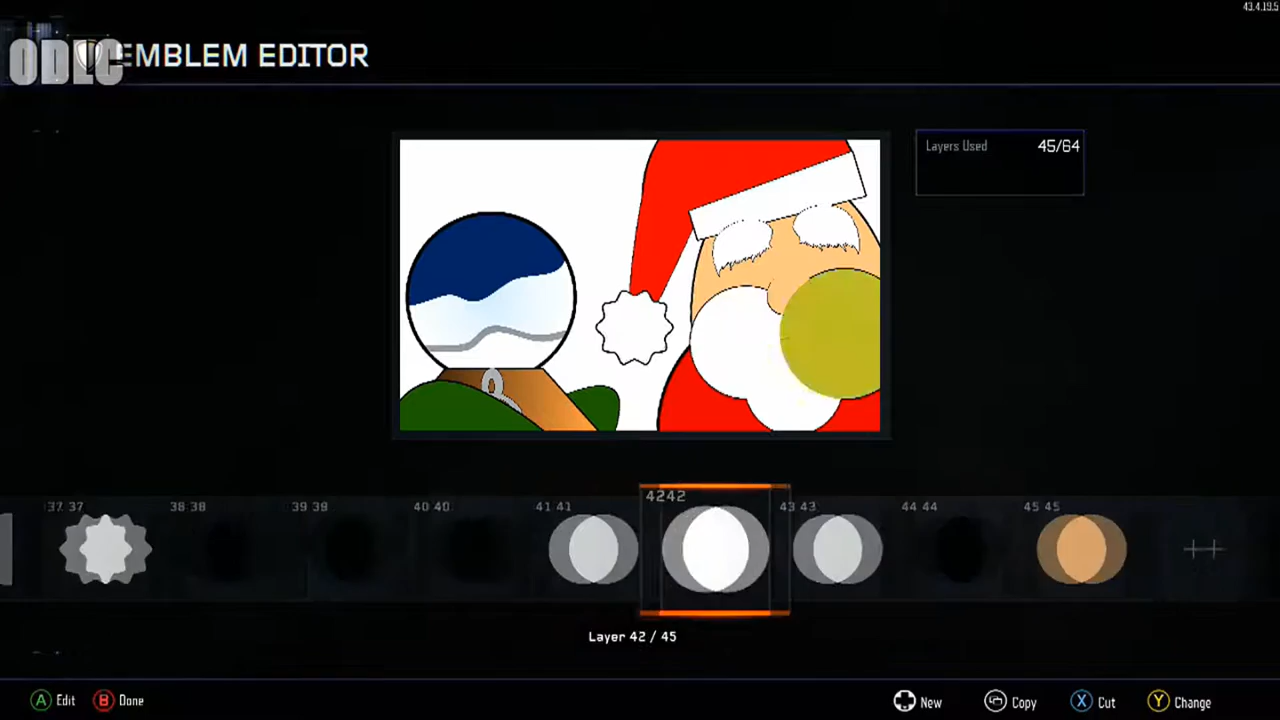 43.4.19.5
ODLC
EMBLEM EDITOR
Layers Used 45/64
37 37 38 38 39 39 40 40 41 41 4242 43 43 44 44 45 45
Layer 42 / 45
A Edit B Done New Copy X Cut Y Change